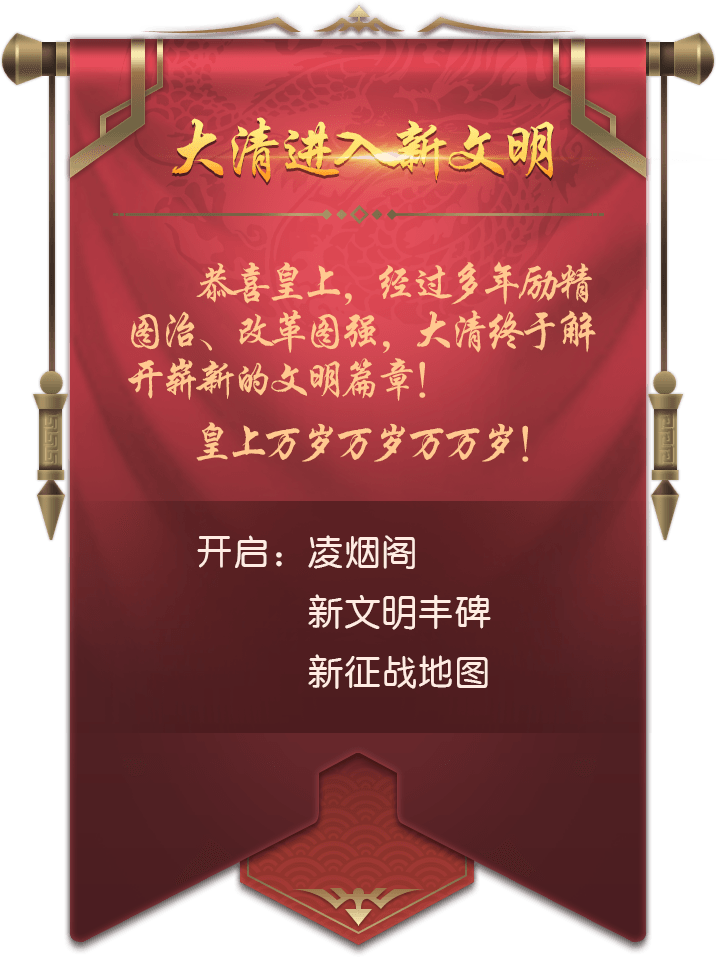 大清进入新文明
恭喜皇上，经过多年励精
图治、改革图强，大清终于解
开崭新的文明篇章！
皇上万岁万岁万万岁！
开启：凌烟阁
新文明丰碑
新征战地图